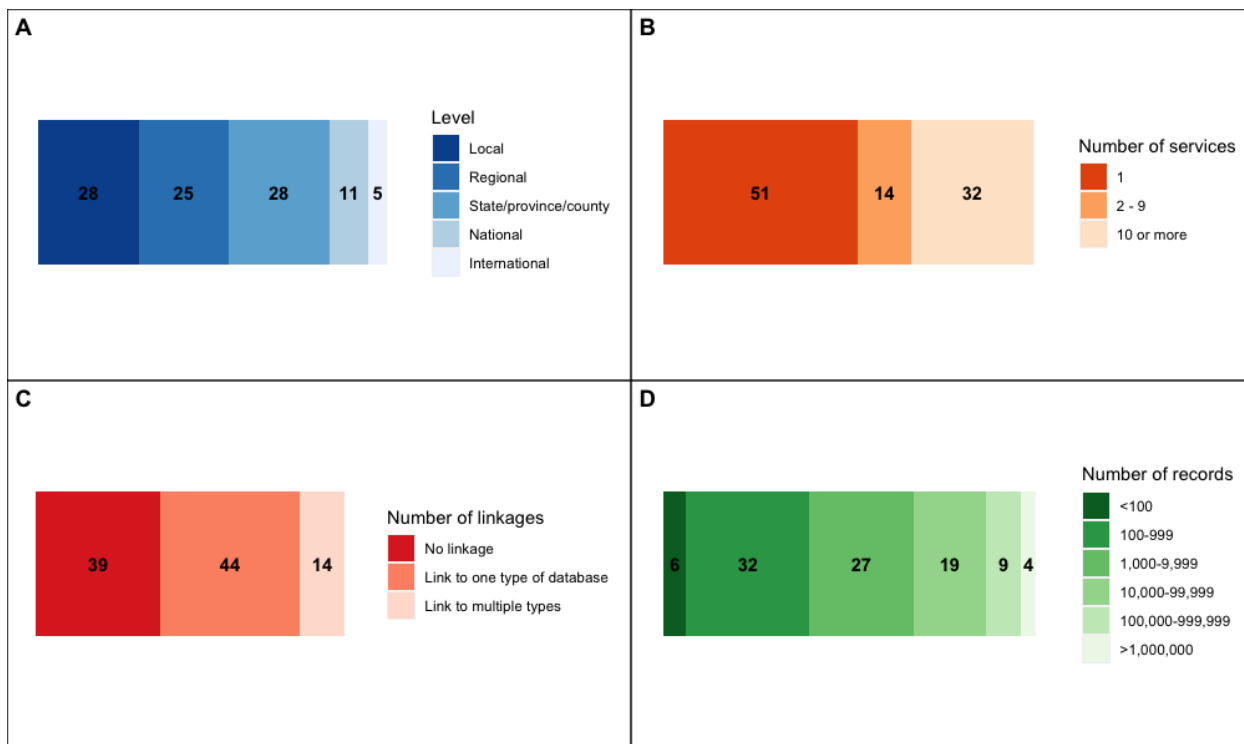 A
Level
Local
Regional
State/province/county
National
International
28 25 28 11 5
B
Number of services
1
2 - 9
10 or more
51 14 32
C
Number of linkages
No linkage
Link to one type of database
Link to multiple types
39 44 14
D
Number of records
<100
100-999
1,000-9,999
10,000-99,999
100,000-999,999
>1,000,000
6 32 27 19 9 4